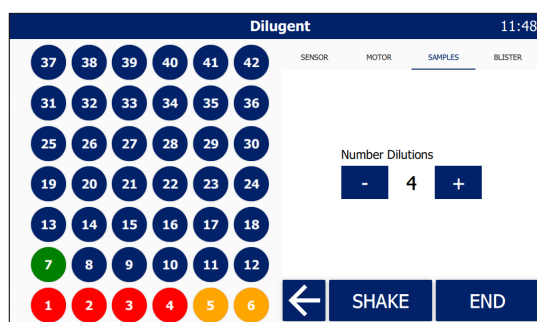 Dilugent 11:48
SENSOR MOTOR SAMPLES BLISTER
37 38 39 40 41 42
31 32 33 34 35 36
25 26 27 28 29 30
19 20 21 22 23 24
13 14 15 16 17 18
7 8 9 10 11 12
1 2 3 4 5 6
Number Dilutions
- 4 +
SHAKE END